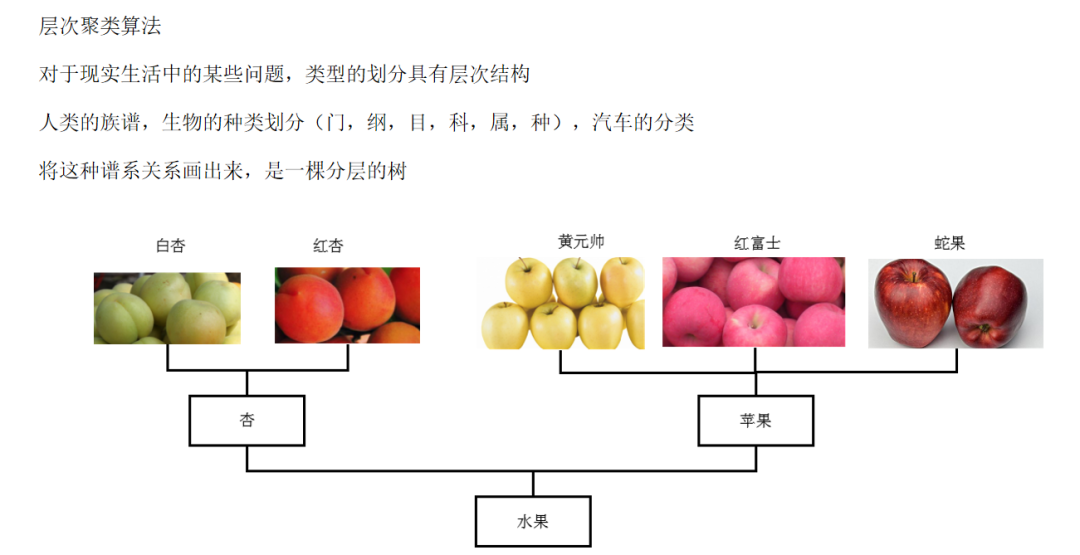 层次聚类算法
对于现实生活中的某些问题，类型的划分具有层次结构
人类的族谱，生物的种类划分（门，纲，目，科，属，种），汽车的分类
将这种谱系关系画出来，是一棵分层的树
白杏
红杏
黄元帅
红富士
蛇果
杏
苹果
水果